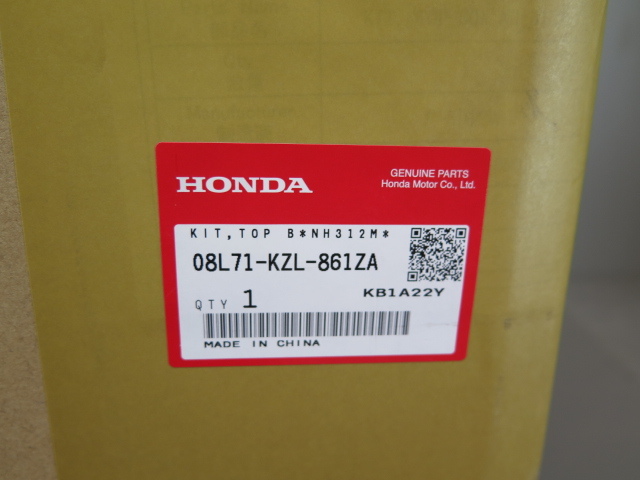 HONDA
GENUINE PARTS
Honda Motor Co., Ltd.
KIT,TOP B*NH312M*
08L71-KZL-861ZA
KB1A22Y
QTY 1
MADE IN CHINA